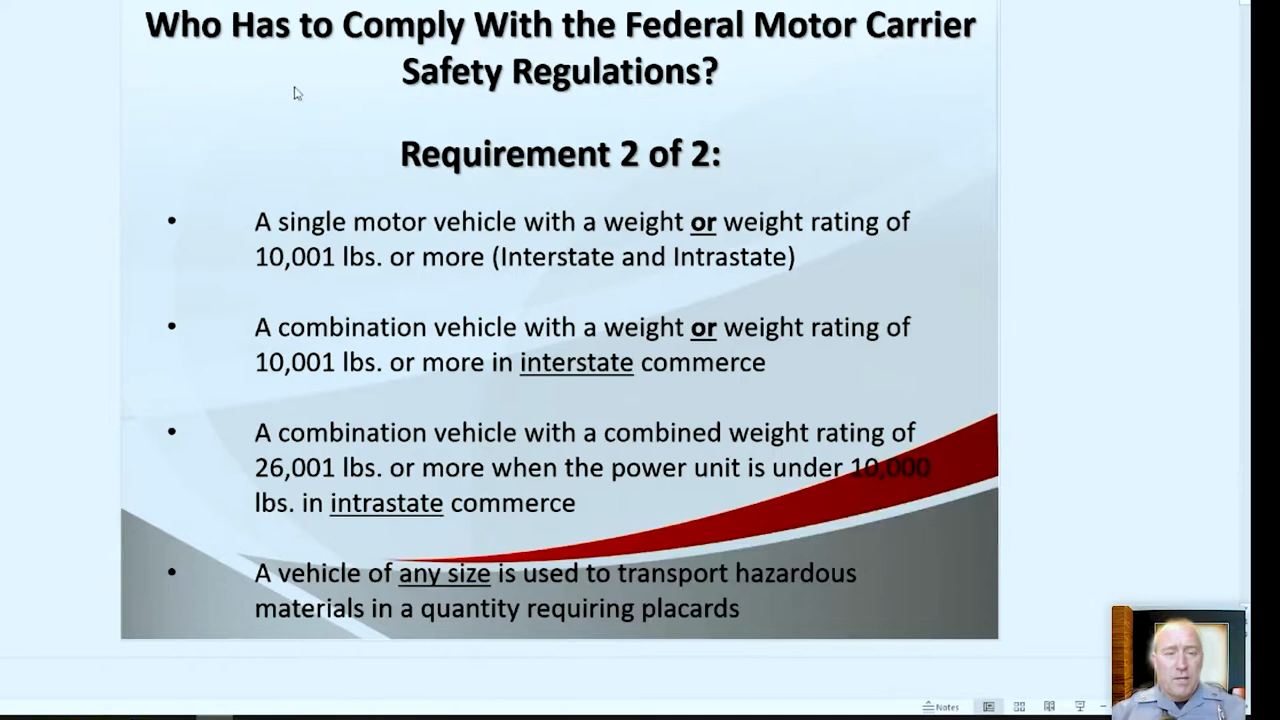 Who Has to Comply With the Federal Motor Carrier
Safety Regulations?
Requirement 2 of 2:
• A single motor vehicle with a weight or weight rating of
10,001 lbs. or more (Interstate and Intrastate)
• A combination vehicle with a weight or weight rating of
10,001 lbs. or more in interstate commerce
• A combination vehicle with a combined weight rating of
26,001 lbs. or more when the power unit is under 10,000
lbs. in intrastate commerce
• A vehicle of any size is used to transport hazardous
materials in a quantity requiring placards
Notes